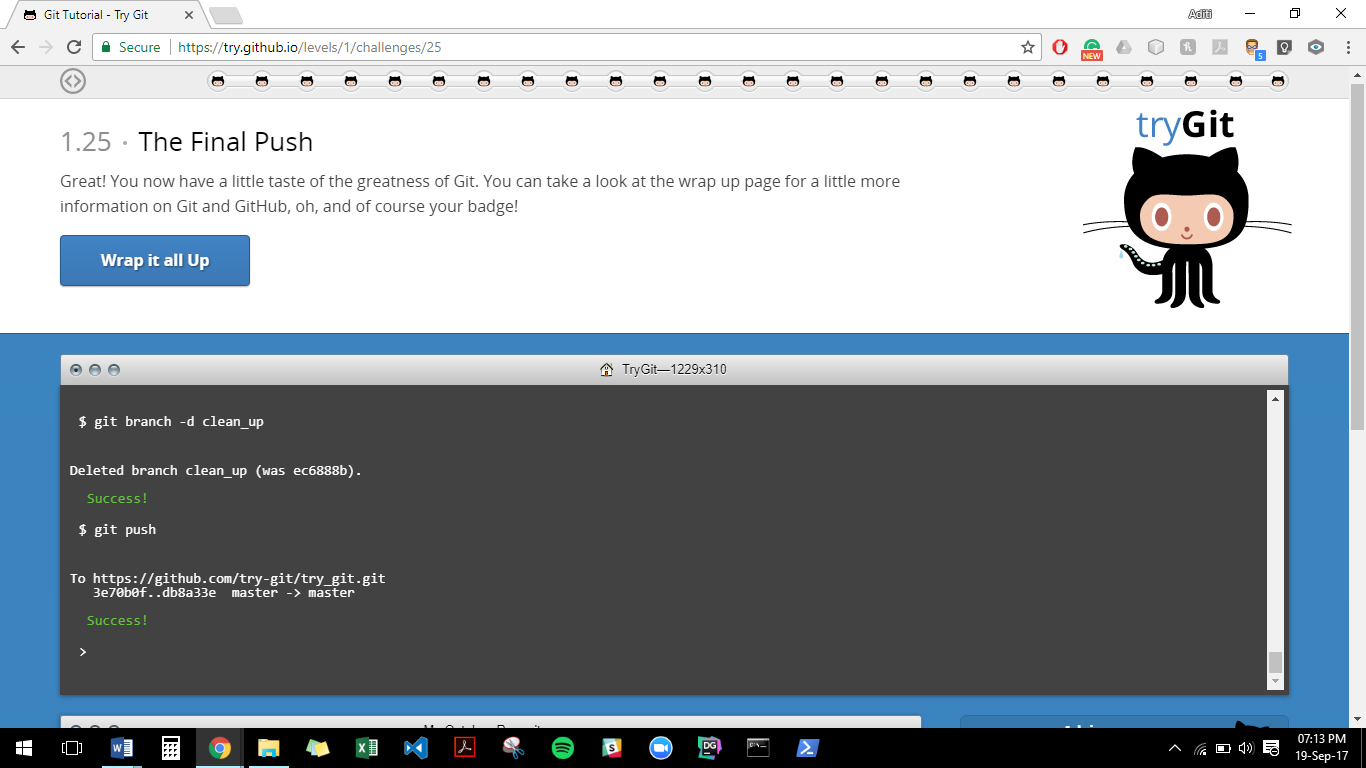 Git Tutorial - Try Git
Aditi
Secure
https://try.github.io/levels/1/challenges/25
NEW
5
1.25 · The Final Push
tryGit
Great! You now have a little taste of the greatness of Git. You can take a look at the wrap up page for a little more
information on Git and GitHub, oh, and of course your badge!
Wrap it all Up
TryGit—1229x310
$ git branch -d clean_up
Deleted branch clean_up (was ec6888b).
Success!
$ git push
To https://github.com/try-git/try_git.git
3e70b0f..db8a33e master -> master
Success!
>
07:13 PM
19-Sep-17